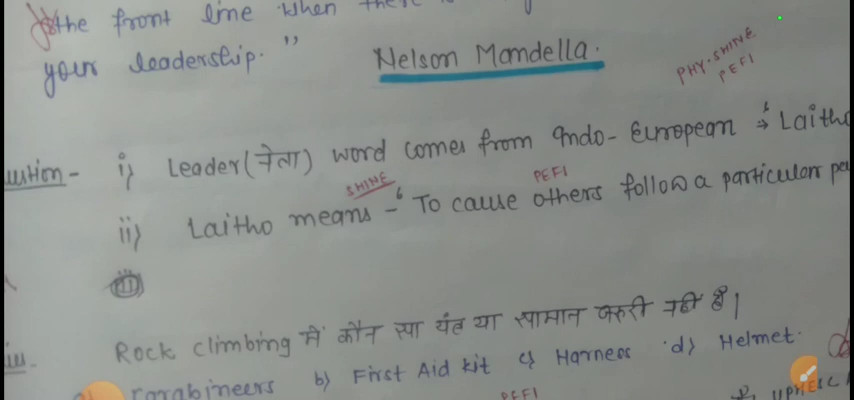 the front line when there
your leadership."
Nelson Mandella.
PHY-SHINE
PEFI
i) Leader (नेता) word comes from Indo-European → Laitho
SHINE
PEFI
ii) Laitho means - To cause others follow a particular
Rock climbing में कौन सा यंत्र या सामान जरुरी नहीं है।
b) First Aid kit c) Harness d) Helmet.
PEFI